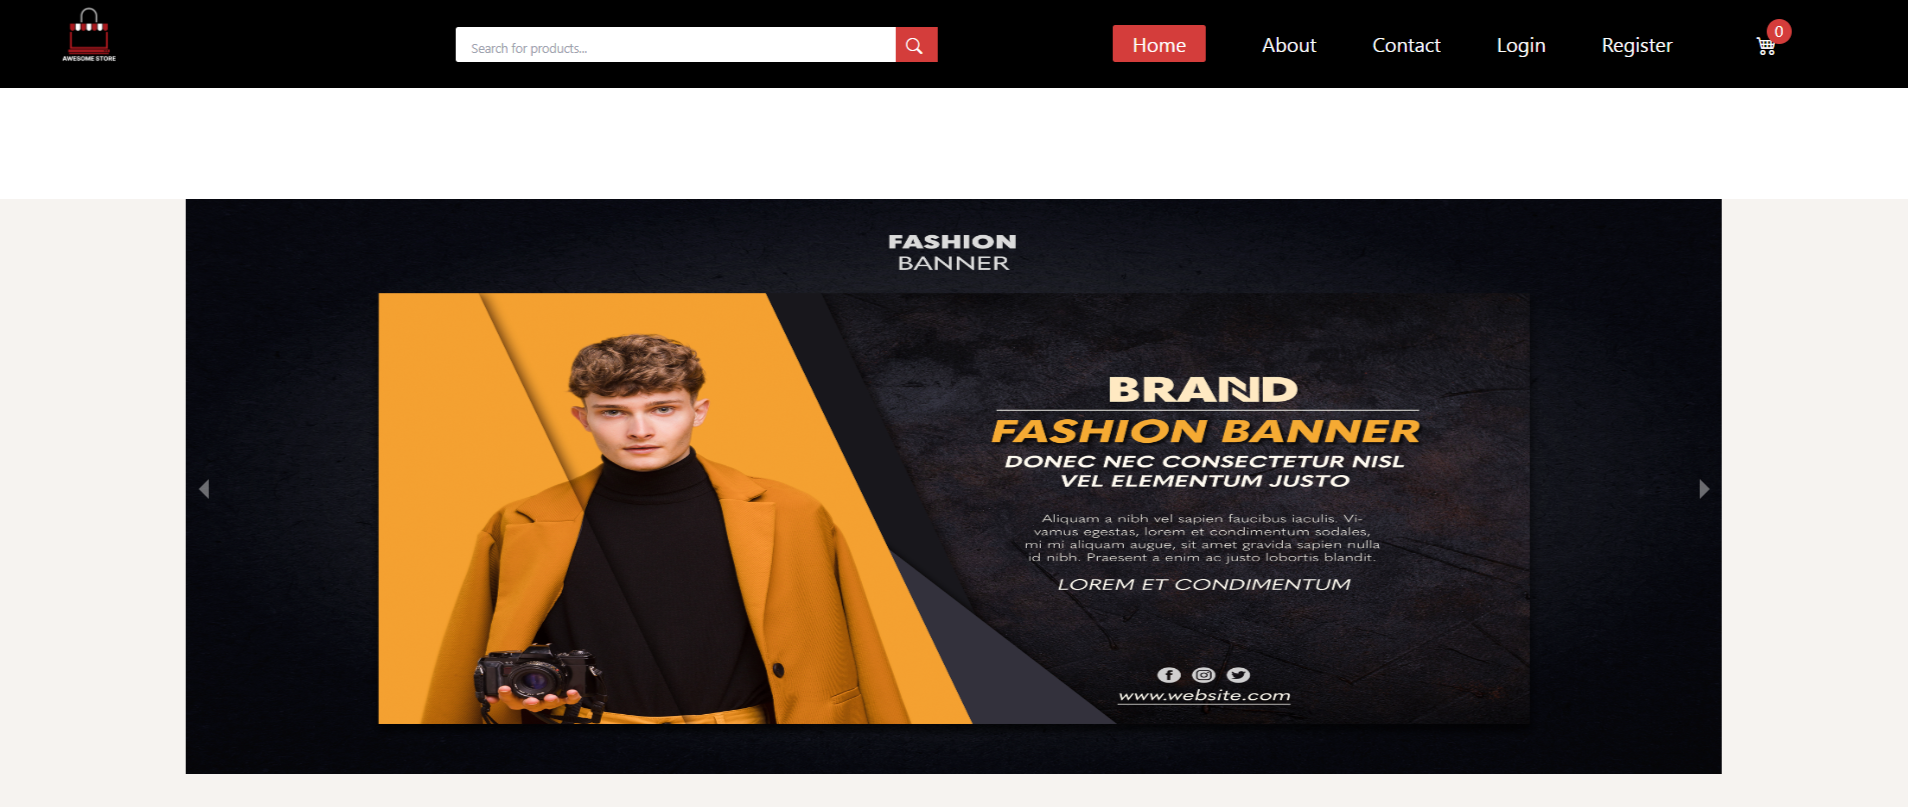 AWESOME STORE
Search for products...
Home
About
Contact
Login
Register
0
FASHION
BANNER
BRAND
FASHION BANNER
DONEC NEC CONSECTETUR NISL
VEL ELEMENTUM JUSTO
Aliquam a nibh vel sapien faucibus iaculis. Vi-
vamus egestas, lorem et condimentum sodales,
mi mi aliquam augue, sit amet gravida sapien nulla
id nibh. Praesent a enim ac justo lobortis blandit.
LOREM ET CONDIMENTUM
www.website.com